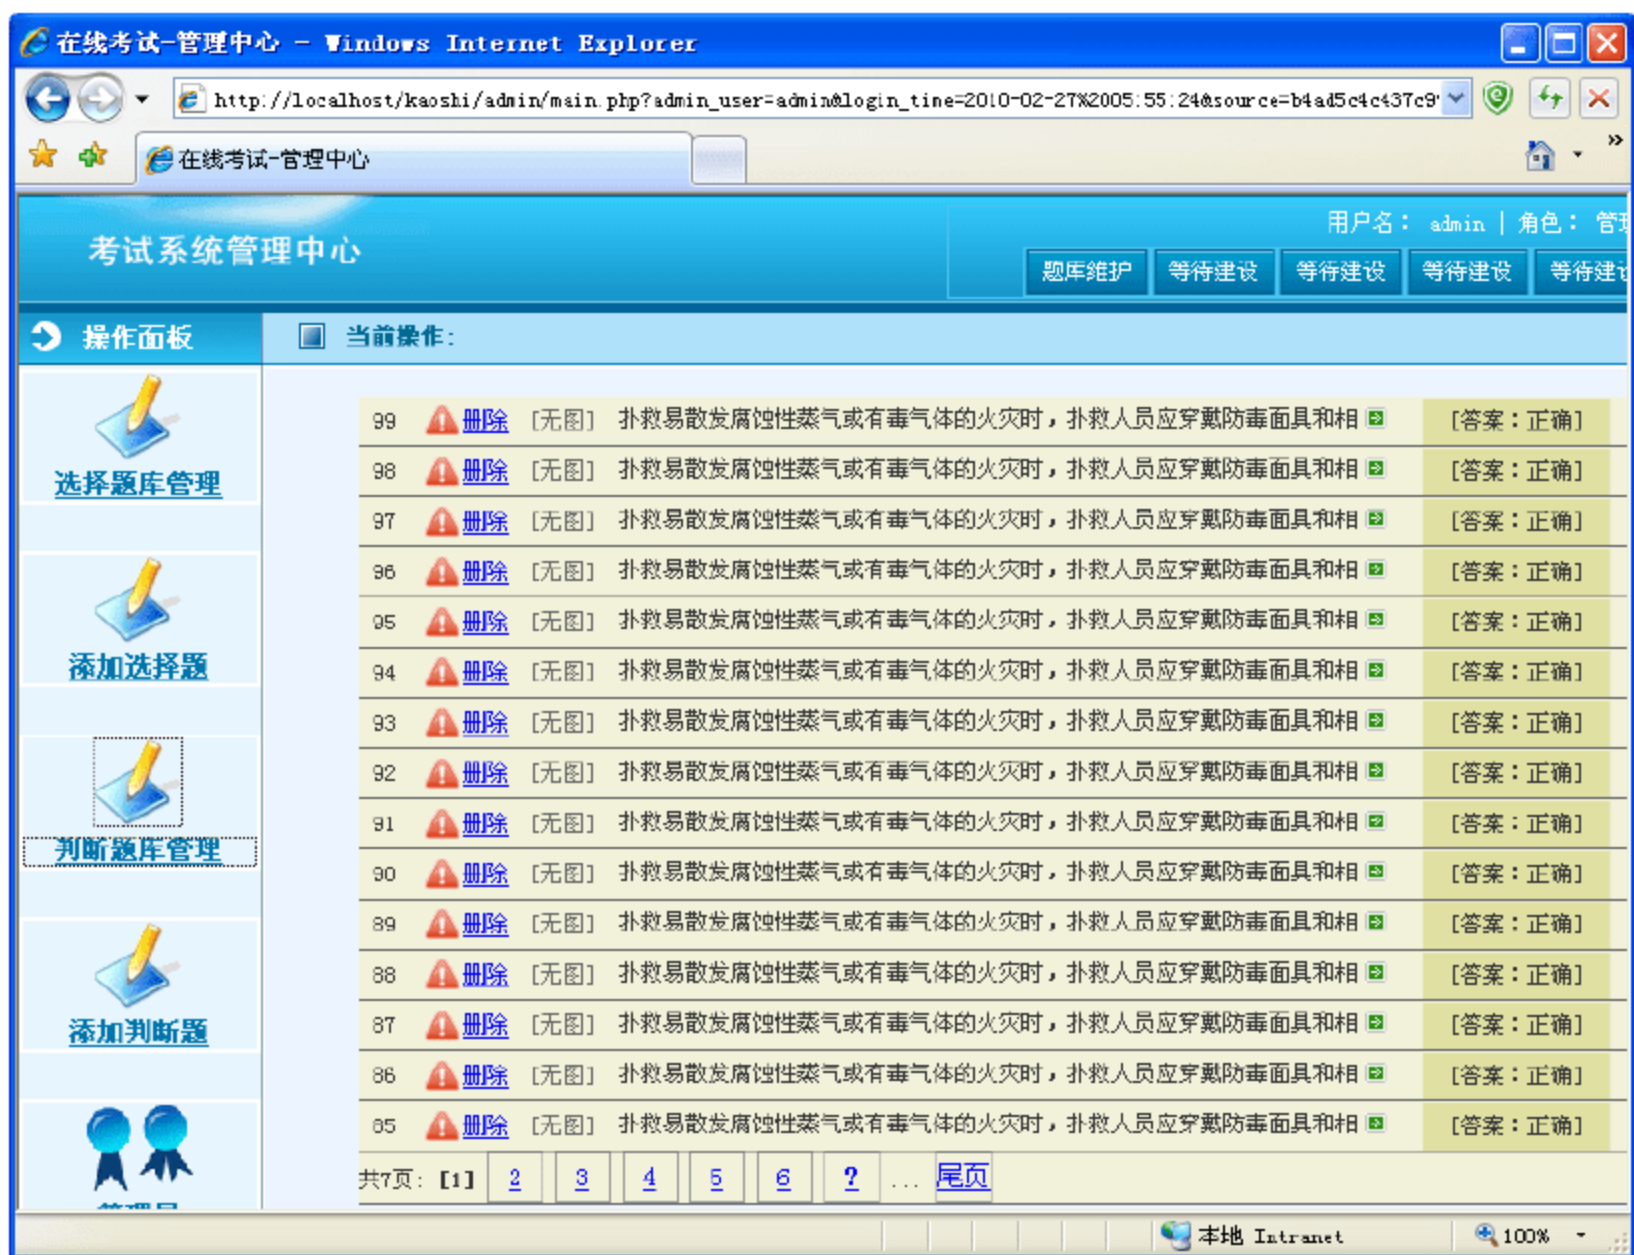 在线考试-管理中心 - Windows Internet Explorer
http://localhost/kaoshi/admin/main.php?admin_user=admin&login_time=2010-02-27%2005:55:24&source=b4ad5c4c437c9
在线考试-管理中心
用户名: admin | 角色: 管
考试系统管理中心
题库维护 等待建设 等待建设 等待建设 等待建
操作面板
当前操作:
选择题库管理
添加选择题
判断题库管理
添加判断题
管理员
99 删除 [无图] 扑救易散发腐蚀性蒸气或有毒气体的火灾时,扑救人员应穿戴防毒面具和相 [答案:正确]
98 删除 [无图] 扑救易散发腐蚀性蒸气或有毒气体的火灾时,扑救人员应穿戴防毒面具和相 [答案:正确]
97 删除 [无图] 扑救易散发腐蚀性蒸气或有毒气体的火灾时,扑救人员应穿戴防毒面具和相 [答案:正确]
96 删除 [无图] 扑救易散发腐蚀性蒸气或有毒气体的火灾时,扑救人员应穿戴防毒面具和相 [答案:正确]
95 删除 [无图] 扑救易散发腐蚀性蒸气或有毒气体的火灾时,扑救人员应穿戴防毒面具和相 [答案:正确]
94 删除 [无图] 扑救易散发腐蚀性蒸气或有毒气体的火灾时,扑救人员应穿戴防毒面具和相 [答案:正确]
93 删除 [无图] 扑救易散发腐蚀性蒸气或有毒气体的火灾时,扑救人员应穿戴防毒面具和相 [答案:正确]
92 删除 [无图] 扑救易散发腐蚀性蒸气或有毒气体的火灾时,扑救人员应穿戴防毒面具和相 [答案:正确]
91 删除 [无图] 扑救易散发腐蚀性蒸气或有毒气体的火灾时,扑救人员应穿戴防毒面具和相 [答案:正确]
90 删除 [无图] 扑救易散发腐蚀性蒸气或有毒气体的火灾时,扑救人员应穿戴防毒面具和相 [答案:正确]
89 删除 [无图] 扑救易散发腐蚀性蒸气或有毒气体的火灾时,扑救人员应穿戴防毒面具和相 [答案:正确]
88 删除 [无图] 扑救易散发腐蚀性蒸气或有毒气体的火灾时,扑救人员应穿戴防毒面具和相 [答案:正确]
87 删除 [无图] 扑救易散发腐蚀性蒸气或有毒气体的火灾时,扑救人员应穿戴防毒面具和相 [答案:正确]
86 删除 [无图] 扑救易散发腐蚀性蒸气或有毒气体的火灾时,扑救人员应穿戴防毒面具和相 [答案:正确]
85 删除 [无图] 扑救易散发腐蚀性蒸气或有毒气体的火灾时,扑救人员应穿戴防毒面具和相 [答案:正确]
共7页: [1] 2 3 4 5 6 7 ... 尾页
本地 Intranet 100%